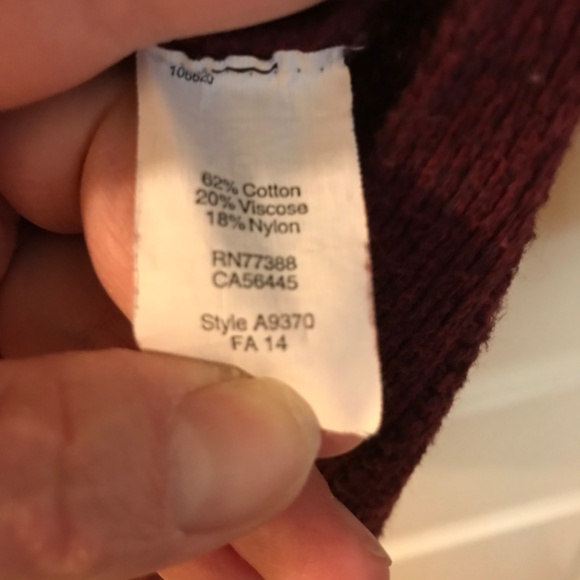 62% Cotton
20% Viscose
18% Nylon
RN77388
CA56445
Style A9370
FA 14